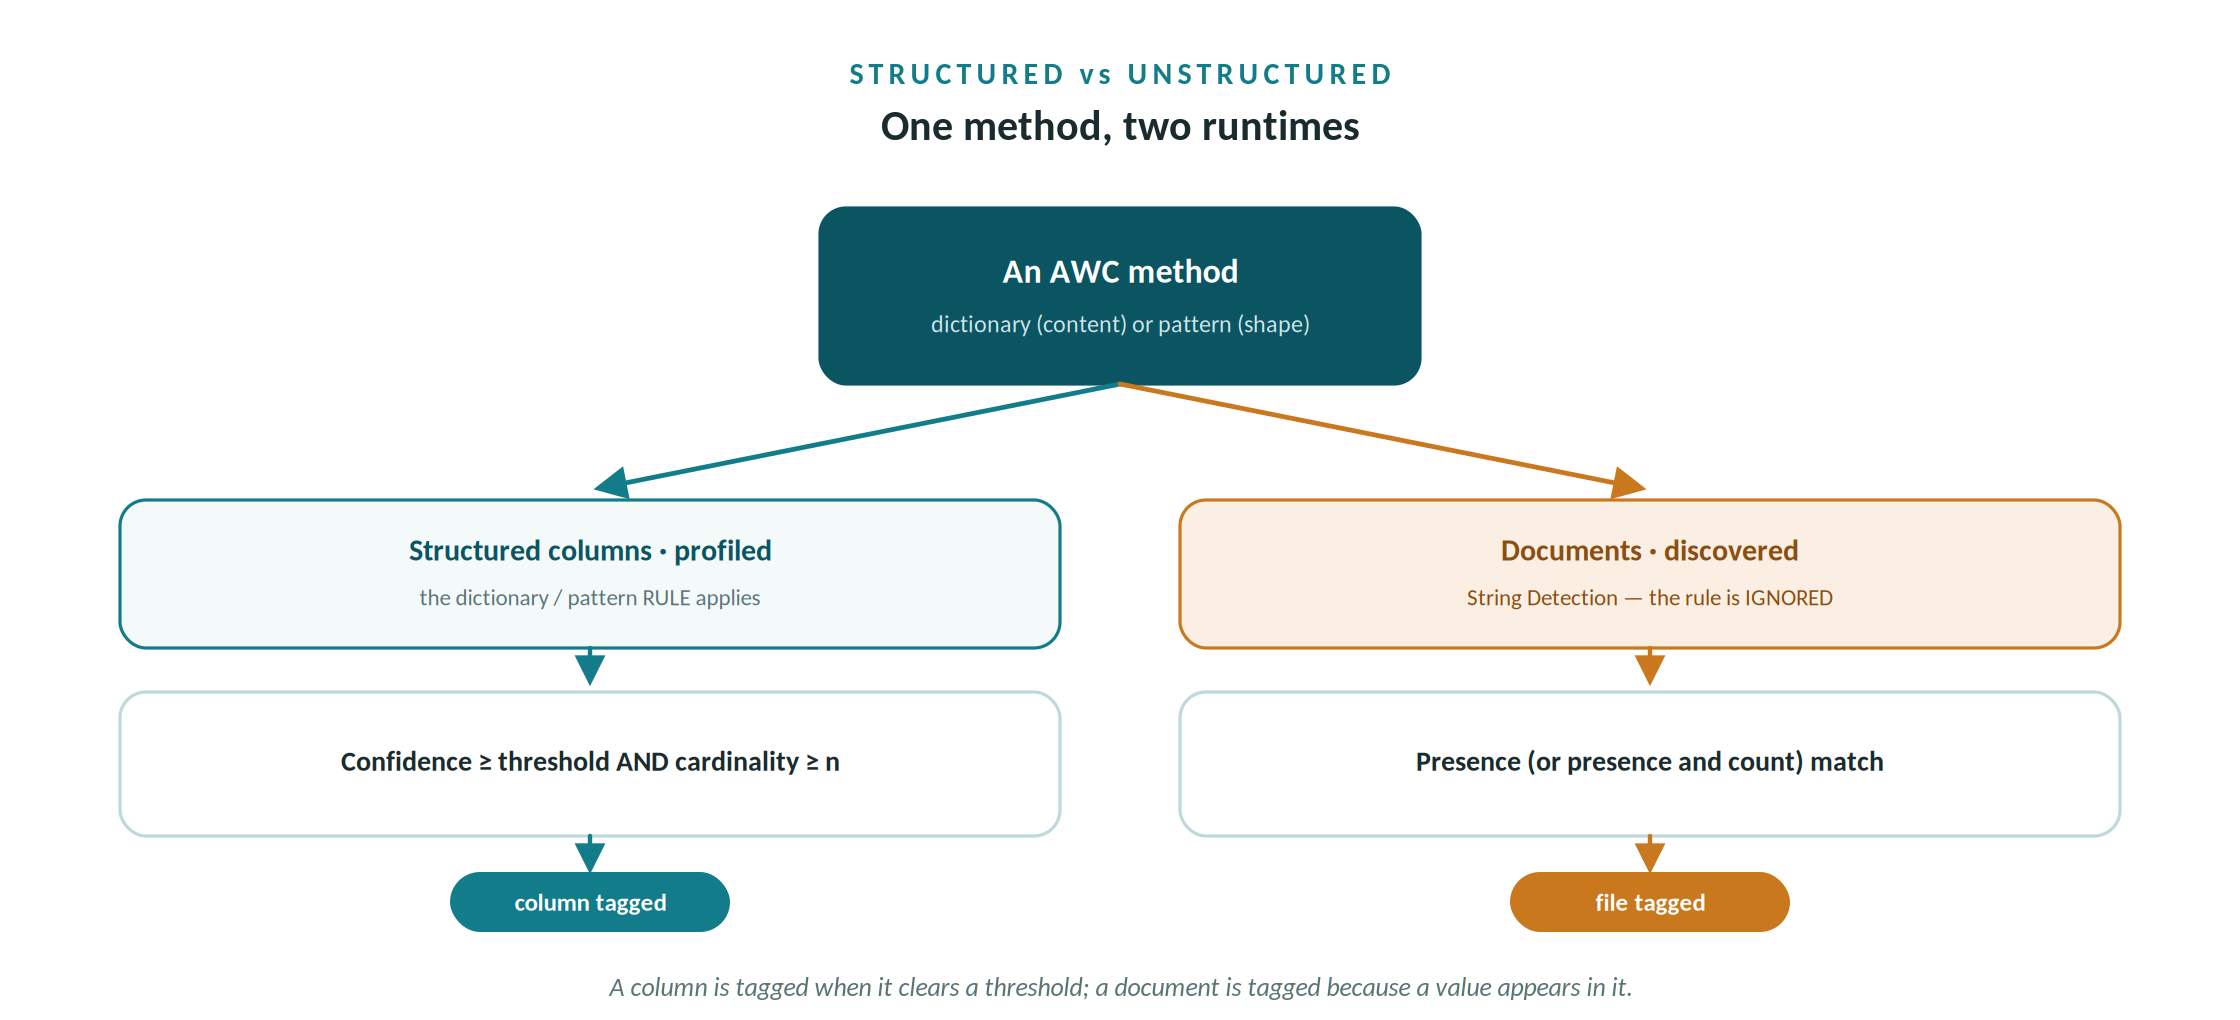 STRUCTURED vs UNSTRUCTURED
One method, two runtimes
An AWC method
dictionary (content) or pattern (shape)
Structured columns · profiled
the dictionary / pattern RULE applies
Documents · discovered
String Detection — the rule is IGNORED
Confidence ≥ threshold AND cardinality ≥ n
Presence (or presence and count) match
column tagged
file tagged
A column is tagged when it clears a threshold; a document is tagged because a value appears in it.